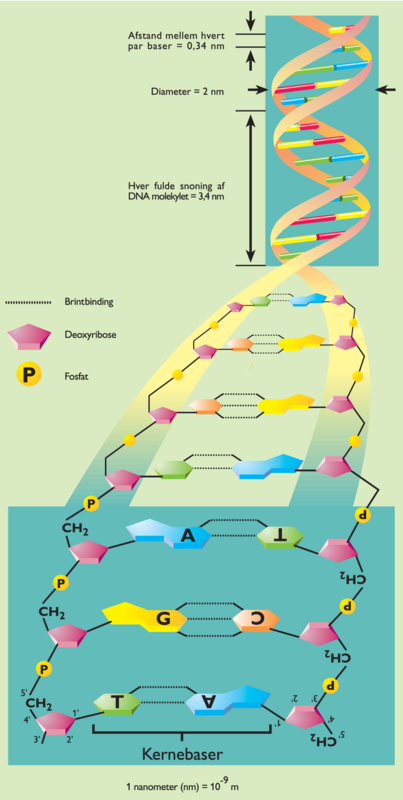 Afstand mellem hvert
par baser = 0,34 nm
Diameter = 2 nm
Hver fulde snoning af
DNA molekylet = 3,4 nm
Brintbinding
Deoxyribose
P
Fosfat
P
P
CH2
A
T
CH2
P
P
CH2
G
C
CH2
P
P
5'
CH2
4'
3'
2'
1'
T
A
1'
2'
3'
4'
5'
CH2
Kernebaser
1 nanometer (nm) = 10-9 m